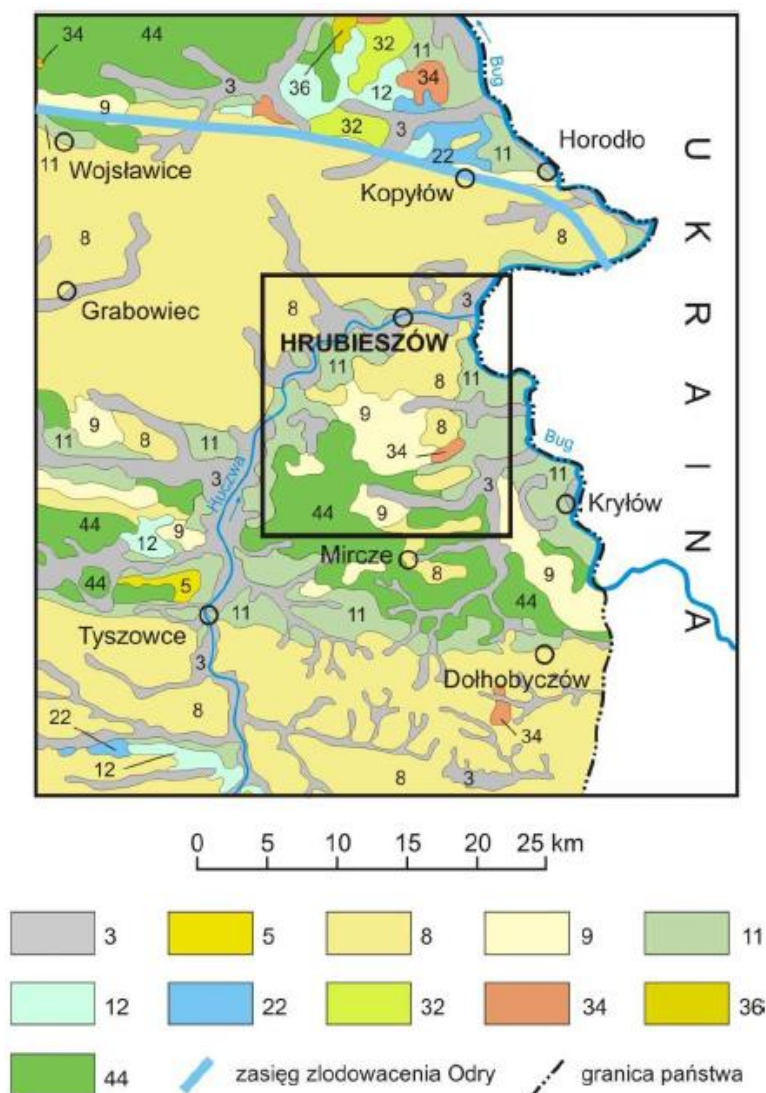 34
44
36
32
11
34
12
3
Bug
9
32
3
22
11
Horodło
11
Wojsławice
Kopyłów
8
8
Grabowiec
8
3
HRUBIESZÓW
11
8
11
9
8
34
9
11
8
11
3
Huczwa
Bug
11
3
Kryłów
44
12
9
44
9
Mircze
44
5
8
9
44
11
11
Tyszowce
3
Dołhobyczów
8
22
12
34
8
3
U K R A I N A
0 5 10 15 20 25 km
3 5 8 9 11
12 22 32 34 36
44 zasięg zlodowacenia Odry granica państwa